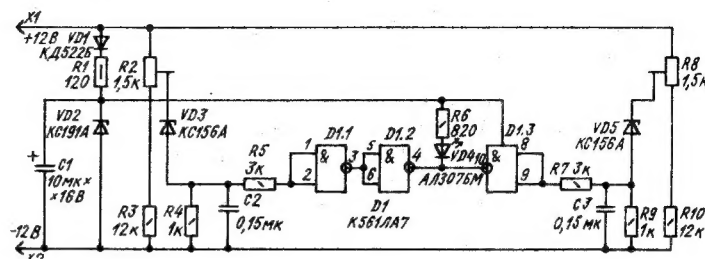 X1
+12В
VD1
КД522Б
R1
120
R2
1,5к
R8
1,5к
VD2
КС191А
VD3
КС156А
R6
820
VD5
КС156А
D1.1
D1.2
D1.3
&
&
&
1
2
3
5
6
4
10
8
9
VD4
АЛ307БМ
R5
3к
R7 3к
+
C1
10мк×
×16В
C2
0,15мк
D1
К561ЛА7
C3
0,15мк
R3
12к
R4
1к
R9
1к
R10
12к
-12В